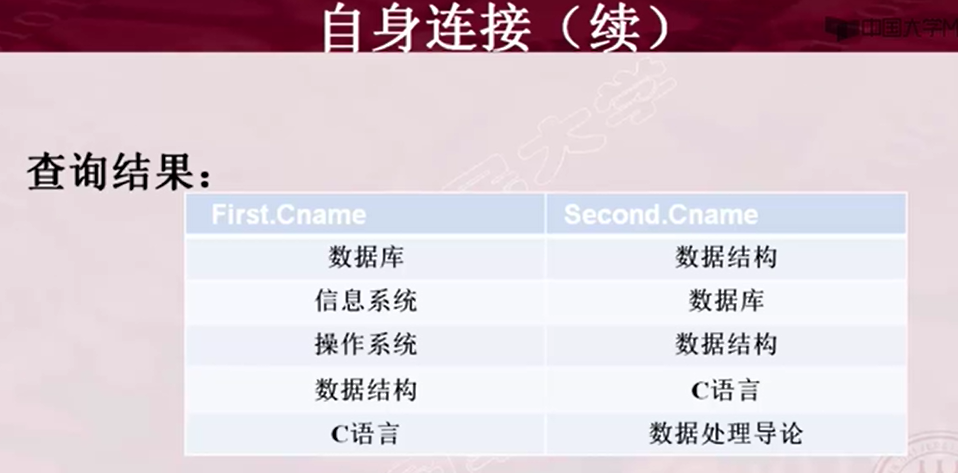 自身连接（续）
中国大学M
查询结果：
First.Cname Second.Cname
数据库 数据结构
信息系统 数据库
操作系统 数据结构
数据结构 C语言
C语言 数据处理导论